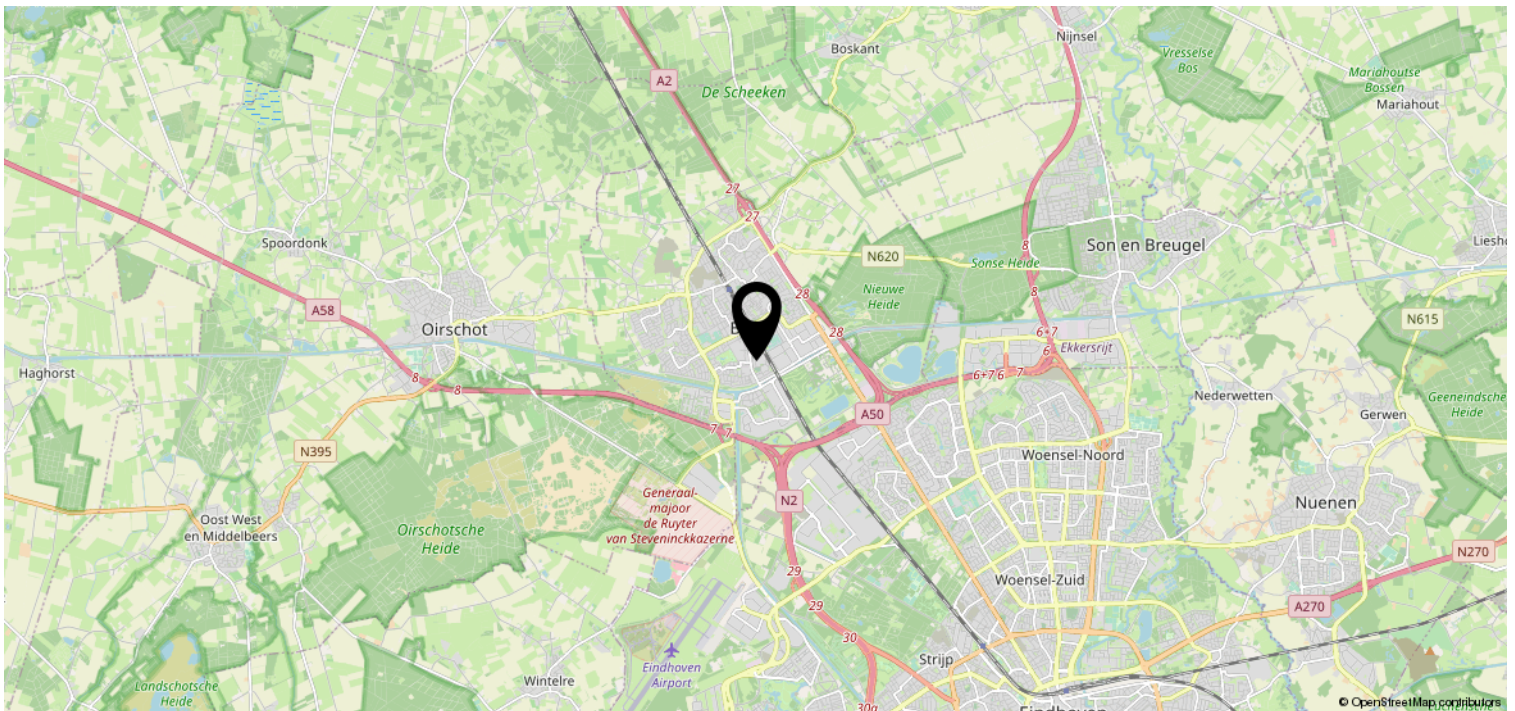 Boskant
Nijnsel
Vresselse
Bos
Mariahoutse
Bossen
Mariahout
A2
De Scheeken
27
27
Spoordonk
N620
Sonse Heide
8
Son en Breugel
28
Nieuwe
Heide
8
A58
Oirschot
28
6+7
6
Ekkersrijt
N615
Haghorst
8
8
6+7
6
7
Nederwetten
Geeneindsche
Heide
Gerwen
A50
7
7
N395
Woensel-Noord
N2
Generaal-
majoor
de Ruyter
van Steveninckkazerne
Nuenen
Oost West
en Middelbeers
Oirschotsche
Heide
N270
29
29
Woensel-Zuid
A270
30
Strijp
Eindhoven
Airport
Landschotsche
Heide
Wintelre
30a
© OpenStreetMap contributors